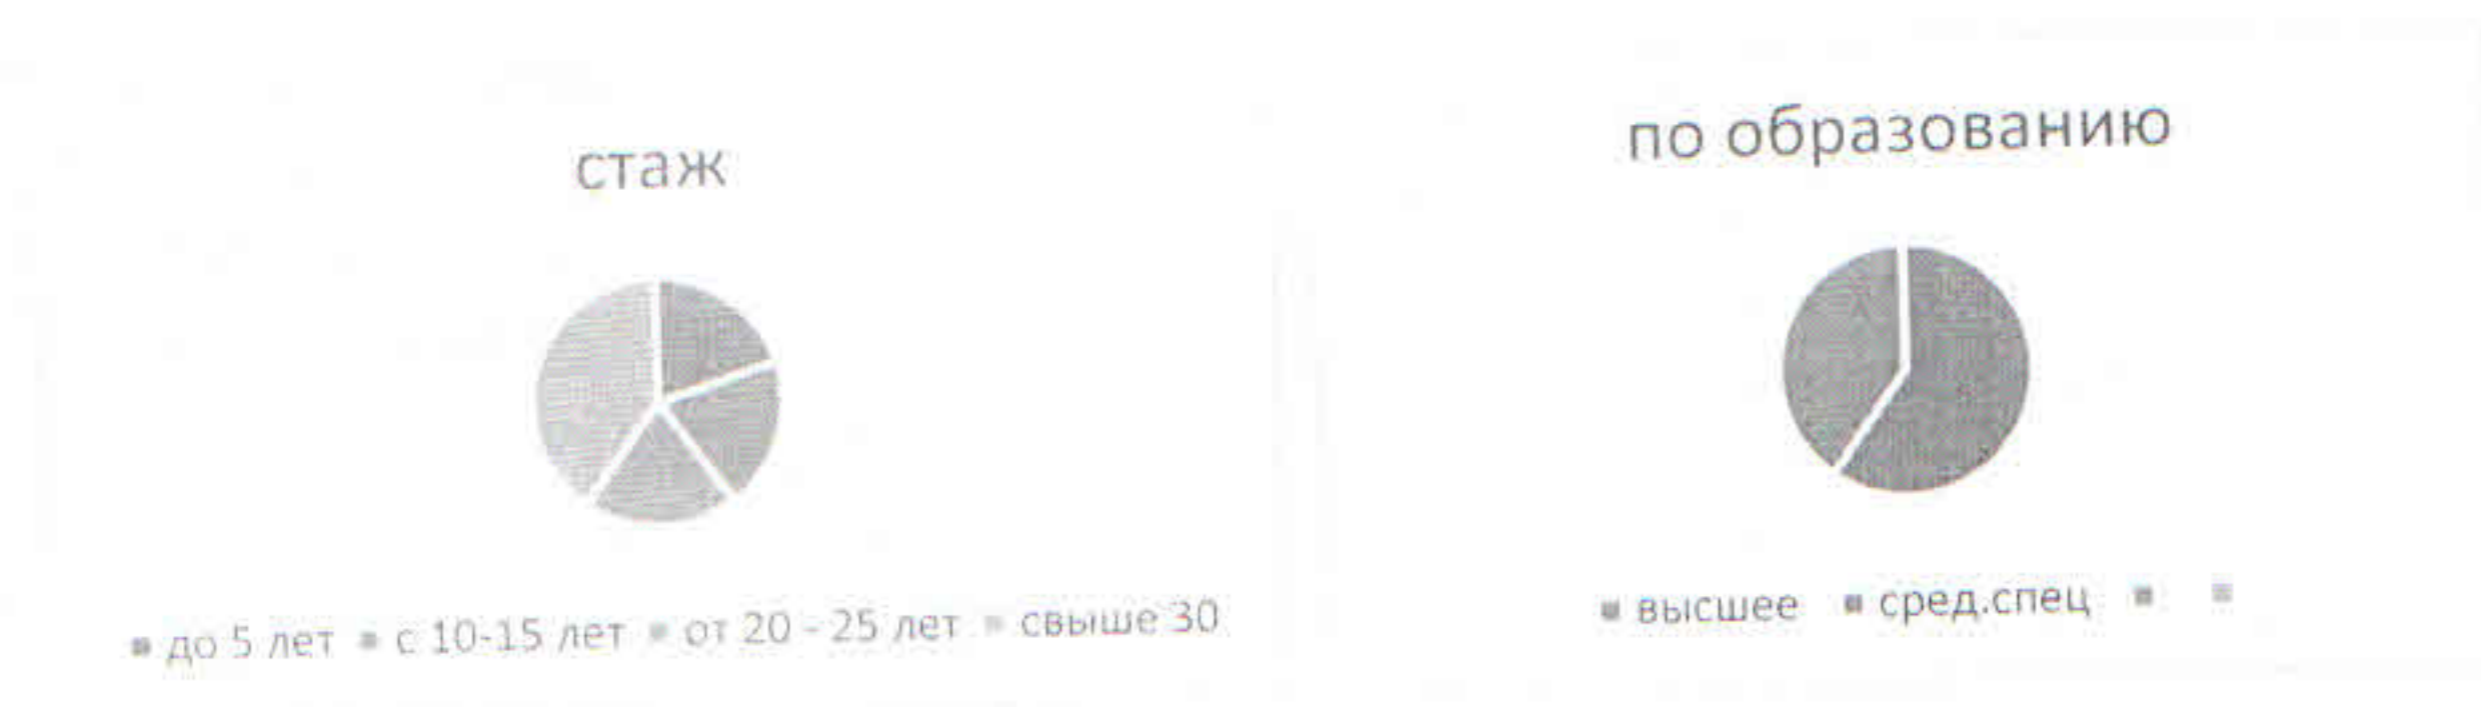 стаж
до 5 лет с 10-15 лет от 20 - 25 лет свыше 30
по образованию
высшее сред.спец